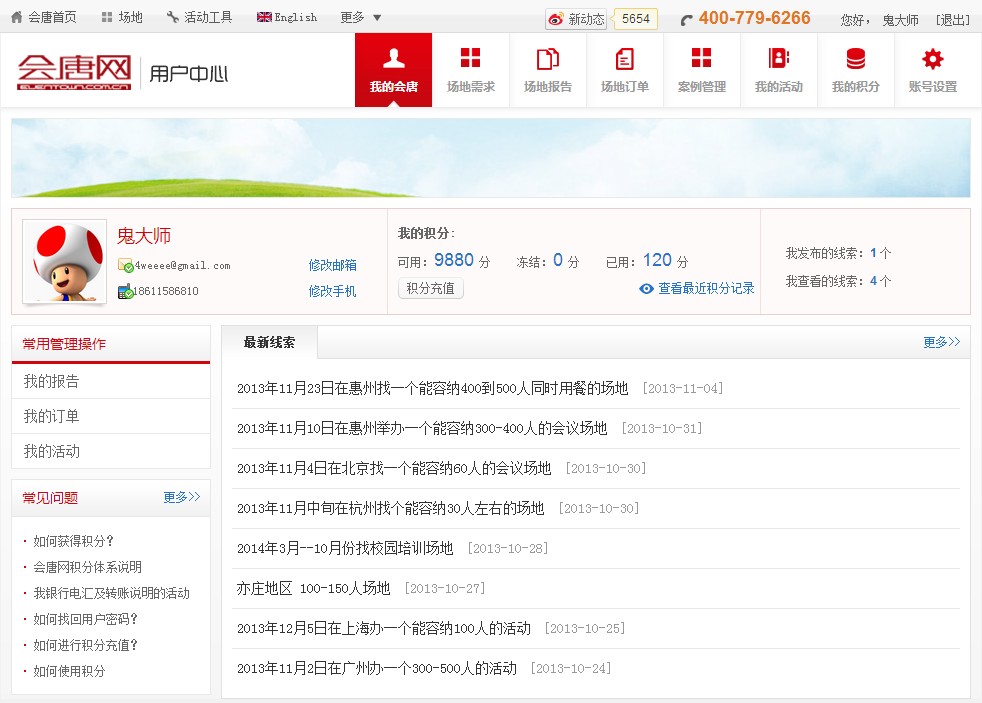 会唐首页 场地 活动工具 English 更多 新动态 5654 400-779-6266 您好， 鬼大师 [退出]
会唐网 用户中心
ELENTOWN.COM.CN
我的会唐 场地需求 场地报告 场地订单 案例管理 我的活动 我的积分 账号设置
鬼大师
4weeee@gmail.com 修改邮箱
18611586810 修改手机
我的积分:
可用: 9880 分 冻结: 0 分 已用: 120 分
积分充值 查看最近积分记录
我发布的线索: 1 个
我查看的线索: 4 个
常用管理操作
我的报告
我的订单
我的活动
常见问题 更多>>
· 如何获得积分?
· 会唐网积分体系说明
· 我银行电汇及转账说明的活动
· 如何找回用户密码?
· 如何进行积分充值?
· 如何使用积分
最新线索 更多>>
2013年11月23日在惠州找一个能容纳400到500人同时用餐的场地 [2013-11-04]
2013年11月10日在惠州举办一个能容纳300-400人的会议场地 [2013-10-31]
2013年11月4日在北京找一个能容纳60人的会议场地 [2013-10-30]
2013年11月中旬在杭州找个能容纳30人左右的场地 [2013-10-30]
2014年3月--10月份找校园培训场地 [2013-10-28]
亦庄地区 100-150人场地 [2013-10-27]
2013年12月5日在上海办一个能容纳100人的活动 [2013-10-25]
2013年11月2日在广州办一个300-500人的活动 [2013-10-24]